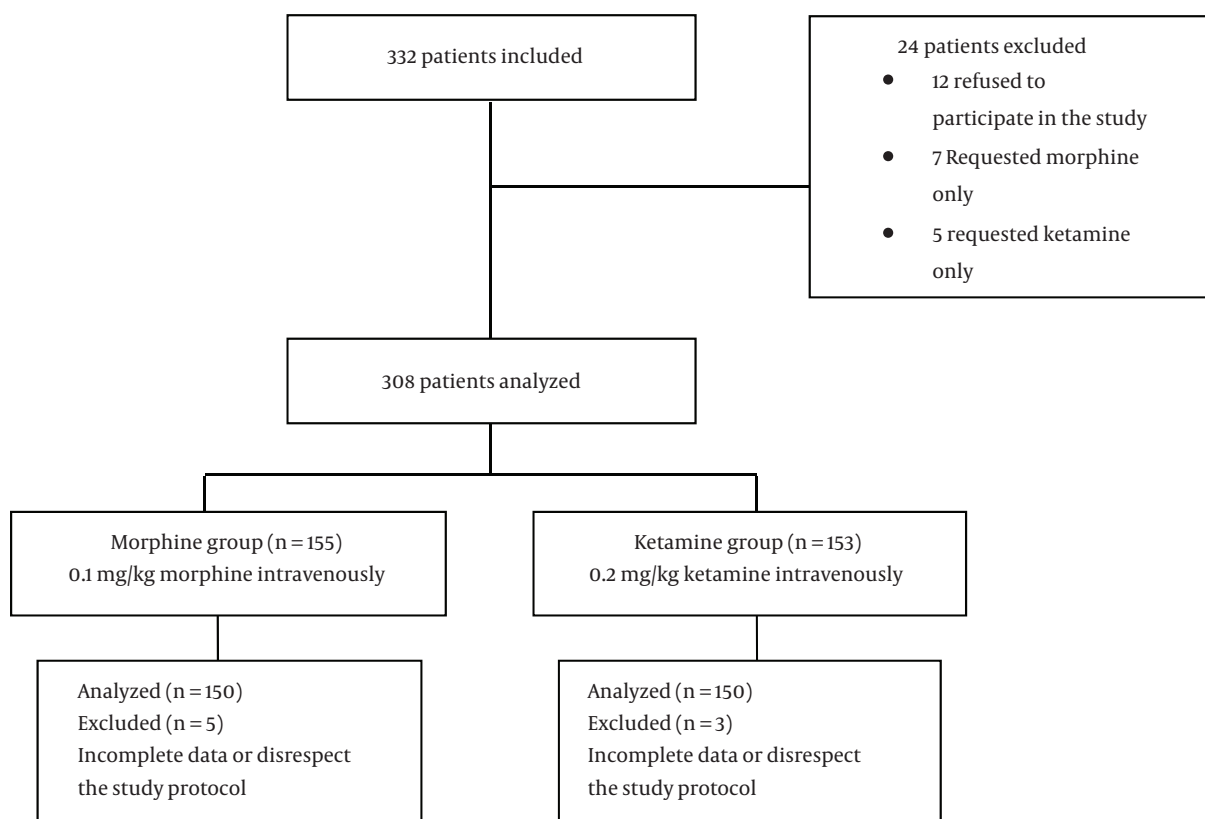 332 patients included
24 patients excluded
● 12 refused to
participate in the study
● 7 Requested morphine
only
● 5 requested ketamine
only
308 patients analyzed
Morphine group (n = 155)
0.1 mg/kg morphine intravenously
Ketamine group (n = 153)
0.2 mg/kg ketamine intravenously
Analyzed (n = 150)
Excluded (n = 5)
Incomplete data or disrespect
the study protocol
Analyzed (n = 150)
Excluded (n = 3)
Incomplete data or disrespect
the study protocol